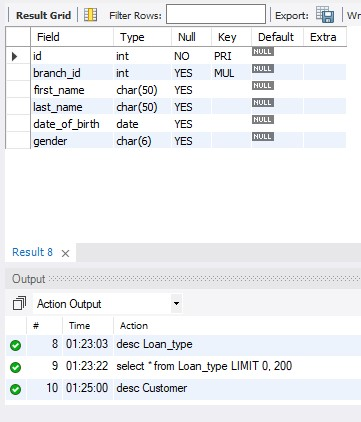 Result Grid Filter Rows: Export: Wr
Field Type Null Key Default Extra
id int NO PRI NULL
branch_id int YES MUL NULL
first_name char(50) YES NULL
last_name char(50) YES NULL
date_of_birth date YES NULL
gender char(6) YES NULL
Result 8
Output
Action Output
# Time Action
8 01:23:03 desc Loan_type
9 01:23:22 select * from Loan_type LIMIT 0, 200
10 01:25:00 desc Customer